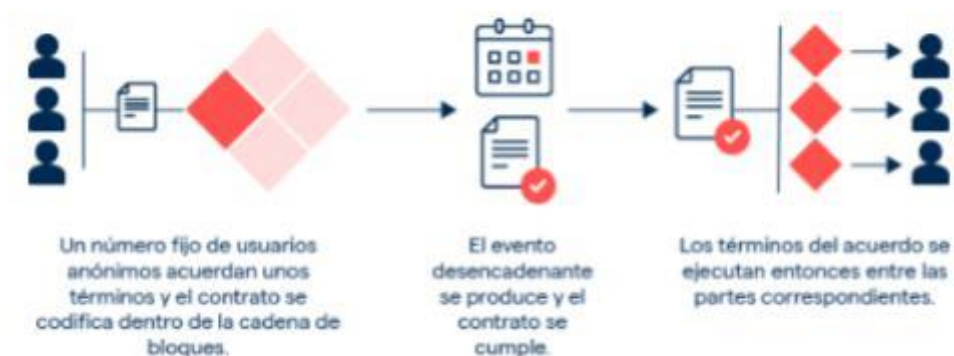 Un número fijo de usuarios
anónimos acuerdan unos
términos y el contrato se
codifica dentro de la cadena de
bloques.
El evento
desencadenante
se produce y el
contrato se
cumple.
Los términos del acuerdo se
ejecutan entonces entre las
partes correspondientes.